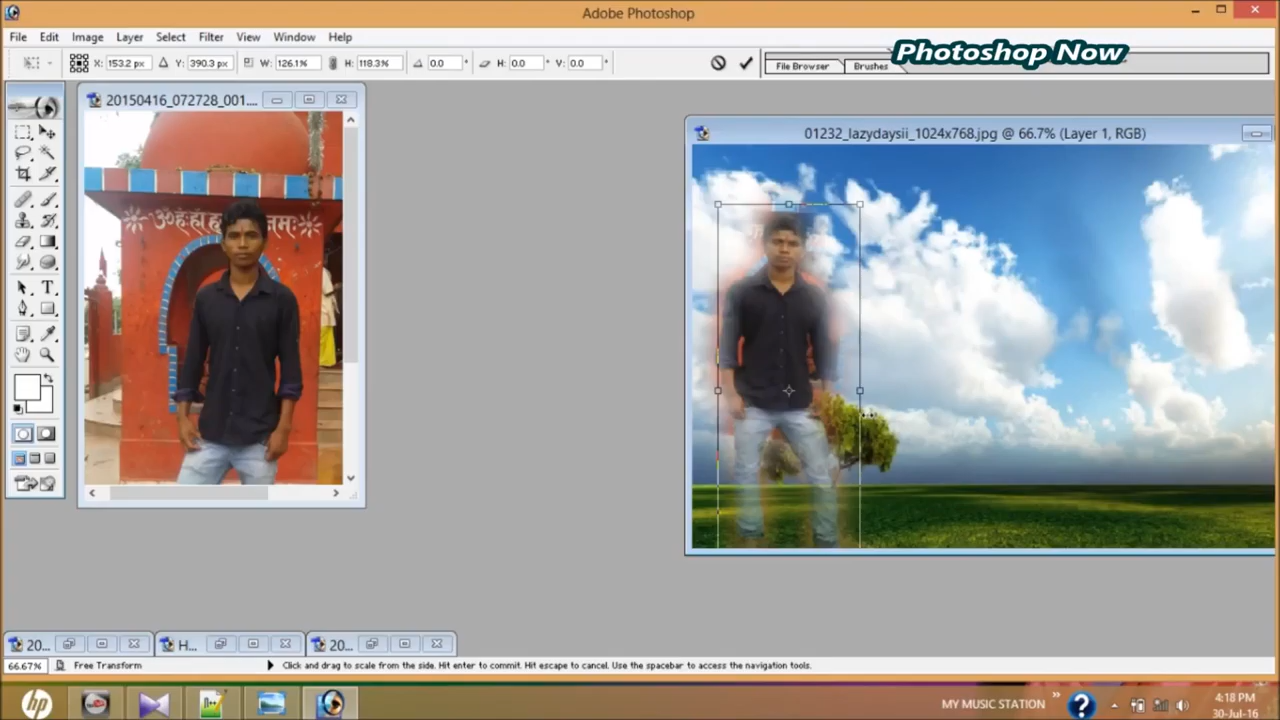 Adobe Photoshop
File Edit Image Layer Select Filter View Window Help
Photoshop Now
X: 153.2 px Y: 390.3 px W: 126.1% H: 118.3% 0.0 ° H: 0.0 ° V: 0.0 °
File Browser Brushes
20150416_072728_001....
01232_lazydaysii_1024x768.jpg @ 66.7% (Layer 1, RGB)
20... H... 20...
66.67% Free Transform Click and drag to scale from the side. Hit enter to commit. Hit escape to cancel. Use the spacebar to access the navigation tools.
hp
MY MUSIC STATION
4:18 PM
30-Jul-16